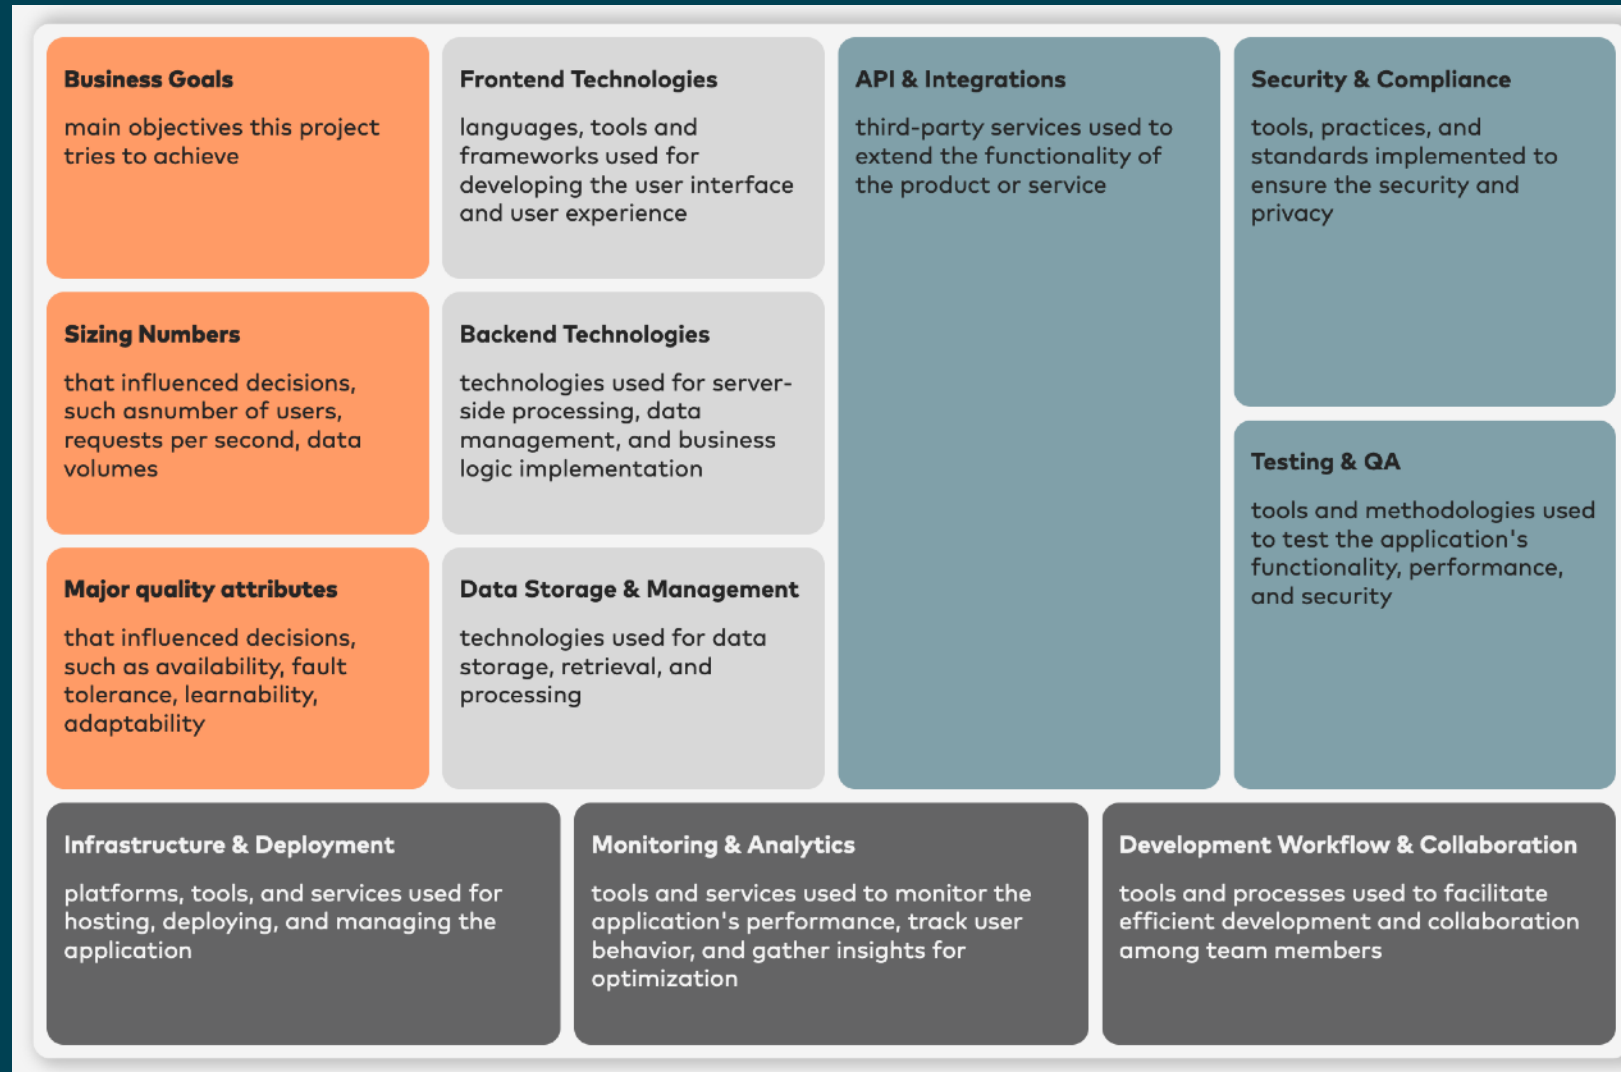 Business Goals
main objectives this project
tries to achieve
Frontend Technologies
languages, tools and
frameworks used for
developing the user interface
and user experience
API & Integrations
third-party services used to
extend the functionality of
the product or service
Security & Compliance
tools, practices, and
standards implemented to
ensure the security and
privacy
Sizing Numbers
that influenced decisions,
such asnumber of users,
requests per second, data
volumes
Backend Technologies
technologies used for server-
side processing, data
management, and business
logic implementation
Testing & QA
tools and methodologies used
to test the application's
functionality, performance,
and security
Major quality attributes
that influenced decisions,
such as availability, fault
tolerance, learnability,
adaptability
Data Storage & Management
technologies used for data
storage, retrieval, and
processing
Infrastructure & Deployment
platforms, tools, and services used for
hosting, deploying, and managing the
application
Monitoring & Analytics
tools and services used to monitor the
application's performance, track user
behavior, and gather insights for
optimization
Development Workflow & Collaboration
tools and processes used to facilitate
efficient development and collaboration
among team members